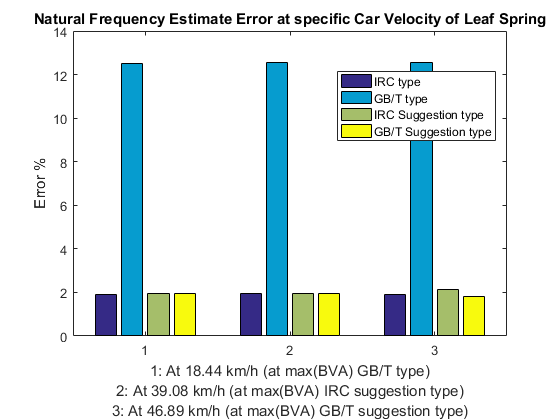 Natural Frequency Estimate Error at specific Car Velocity of Leaf Spring
14
12
10
8
6
4
2
0
Error %
IRC type
GB/T type
IRC Suggestion type
GB/T Suggestion type
1 2 3
1: At 18.44 km/h (at max(BVA) GB/T type)
2: At 39.08 km/h (at max(BVA) IRC suggestion type)
3: At 46.89 km/h (at max(BVA) GB/T suggestion type)